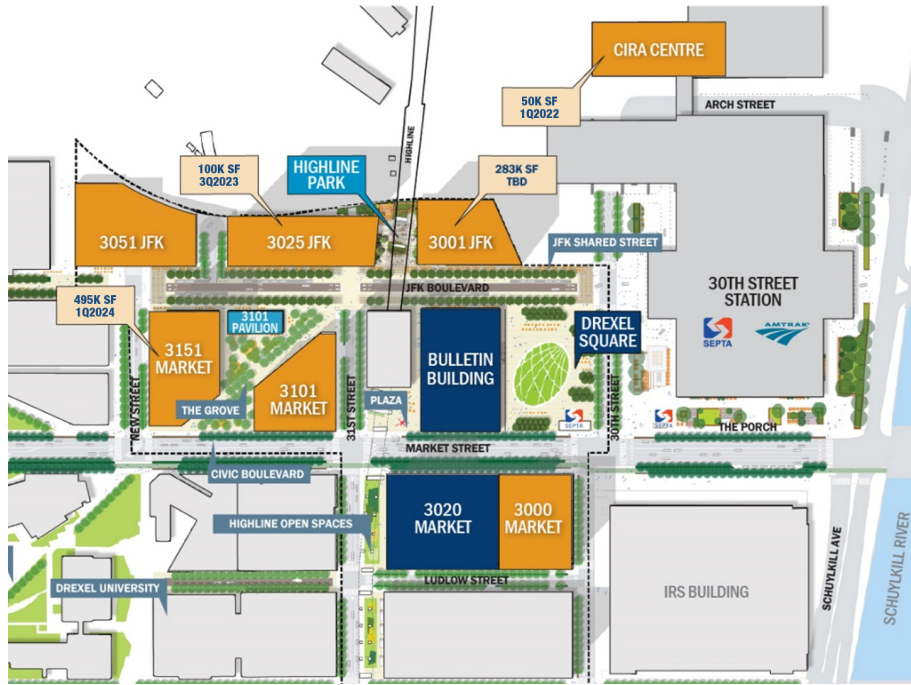 CIRA CENTRE
50K SF
1Q2022
ARCH STREET
HIGHLINE
100K SF
3Q2023
HIGHLINE
PARK
283K SF
TBD
3051 JFK
3025 JFK
3001 JFK
JFK SHARED STREET
JFK BOULEVARD
30TH STREET
STATION
SEPTA
AMTRAK
495K SF
1Q2024
3101
PAVILION
DREXEL
SQUARE
3151
MARKET
BULLETIN
BUILDING
3101
MARKET
THE GROVE
PLAZA
NEW STREET
31ST STREET
30TH STREET
SEPTA
SEPTA
THE PORCH
MARKET STREET
CIVIC BOULEVARD
3020
MARKET
3000
MARKET
HIGHLINE OPEN SPACES
LUDLOW STREET
DREXEL UNIVERSITY
IRS BUILDING
SCHUYLKILL AVE
SCHUYLKILL RIVER